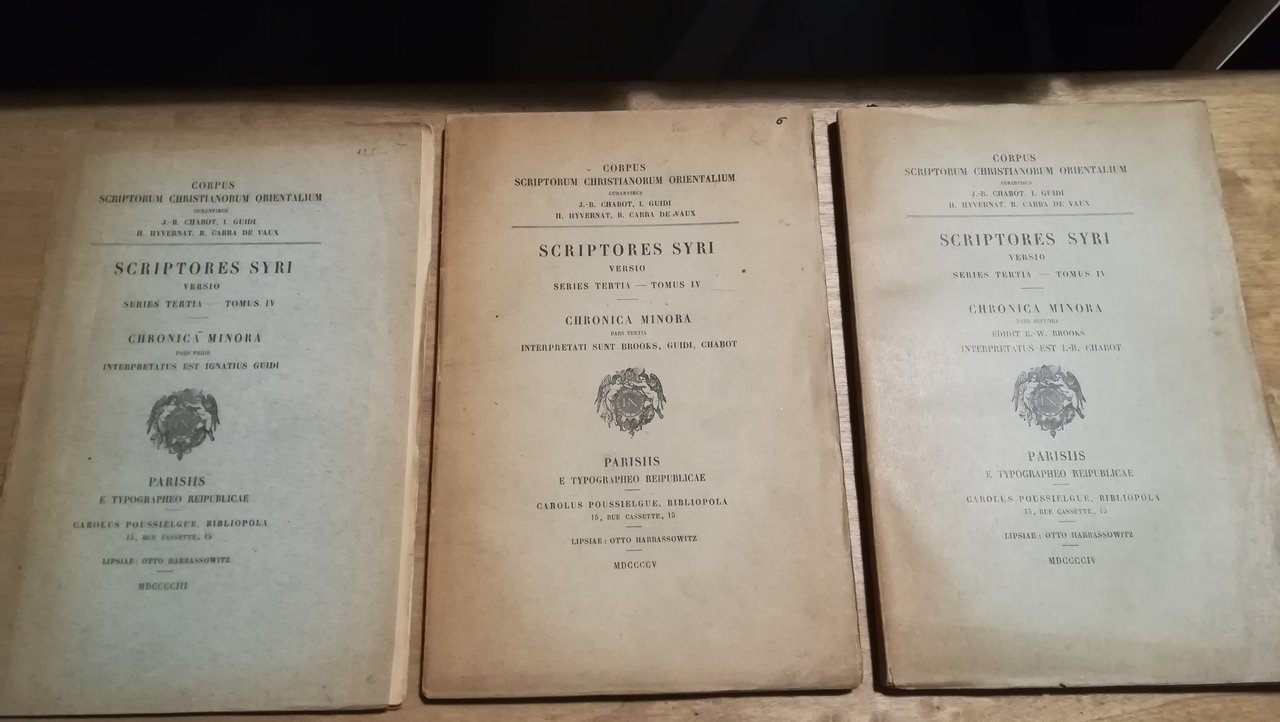 125
CORPUS
SCRIPTORUM CHRISTIANORUM ORIENTALIUM
CURANTIBUS
J.-B. CHABOT, I. GUIDI
H. HYVERNAT, B. CARRA DE VAUX
SCRIPTORES SYRI
VERSIO
SERIES TERTIA — TOMUS IV
CHRONICA MINORA
PARS PRIOR
INTERPRETATUS EST IGNATIUS GUIDI
PARISIIS
E TYPOGRAPHEO REIPUBLICAE
CAROLUS POUSSIELGUE, BIBLIOPOLA
15, RUE CASSETTE, 15
LIPSIAE : OTTO HARRASSOWITZ
MDCCCCIII
6
CORPUS
SCRIPTORUM CHRISTIANORUM ORIENTALIUM
CURANTIBUS
J.-B. CHABOT, I. GUIDI
H. HYVERNAT, B. CARRA DE VAUX
SCRIPTORES SYRI
VERSIO
SERIES TERTIA — TOMUS IV
CHRONICA MINORA
PARS TERTIA
INTERPRETATI SUNT BROOKS, GUIDI, CHABOT
PARISIIS
E TYPOGRAPHEO REIPUBLICAE
CAROLUS POUSSIELGUE, BIBLIOPOLA
15, RUE CASSETTE, 15
LIPSIAE : OTTO HARRASSOWITZ
MDCCCCV
CORPUS
SCRIPTORUM CHRISTIANORUM ORIENTALIUM
CURANTIBUS
J.-B. CHABOT, I. GUIDI
H. HYVERNAT, B. CARRA DE VAUX
SCRIPTORES SYRI
VERSIO
SERIES TERTIA — TOMUS IV
CHRONICA MINORA
PARS SECUNDA
EDIDIT E.-W. BROOKS
INTERPRETATUS EST I.-B. CHABOT
PARISIIS
E TYPOGRAPHEO REIPUBLICAE
CAROLUS POUSSIELGUE, BIBLIOPOLA
15, RUE CASSETTE, 15
LIPSIAE : OTTO HARRASSOWITZ
MDCCCCIV